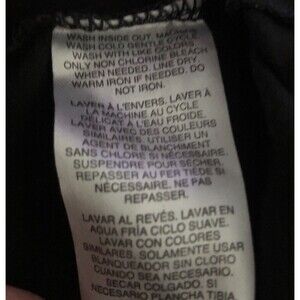 WASH INSIDE OUT. MACHINE
WASH COLD GENTLE CYCLE
WASH WITH LIKE COLORS.
ONLY NON CHLORINE BLEACH
WHEN NEEDED. LINE DRY
WARM IRON IF NEEDED. DO
NOT IRON.
LAVER À L'ENVERS. LAVER À
LA MACHINE AU CYCLE
DÉLICAT À L'EAU FROIDE.
LAVER AVEC DES COULEURS
SIMILAIRES. UTILISER UN
AGENT DE BLANCHIMENT
SANS CHLORE SI NÉCESSAIRE.
SUSPENDRE POUR SÉCHER.
REPASSER AU FER TIÈDE SI
NÉCESSAIRE. NE PAS
REPASSER.
LAVAR AL REVÉS. LAVAR EN
AGUA FRÍA CICLO SUAVE.
LAVAR CON COLORES
SIMILARES. SOLAMENTE USAR
BLANQUEADOR SIN CLORO
CUANDO SEA NECESARIO.
SECAR COLGADO. SI
NECESARIO PLANCHA TIBIA